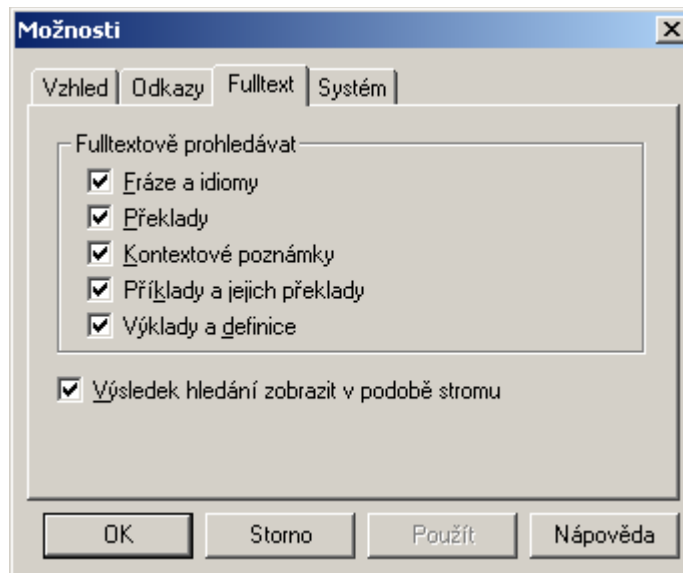 Možnosti
Vzhled Odkazy Fulltext Systém
Fulltextově prohledávat
Fráze a idiomy
Překlady
Kontextové poznámky
Příklady a jejich překlady
Výklady a definice
Výsledek hledání zobrazit v podobě stromu
OK Storno Použít Nápověda